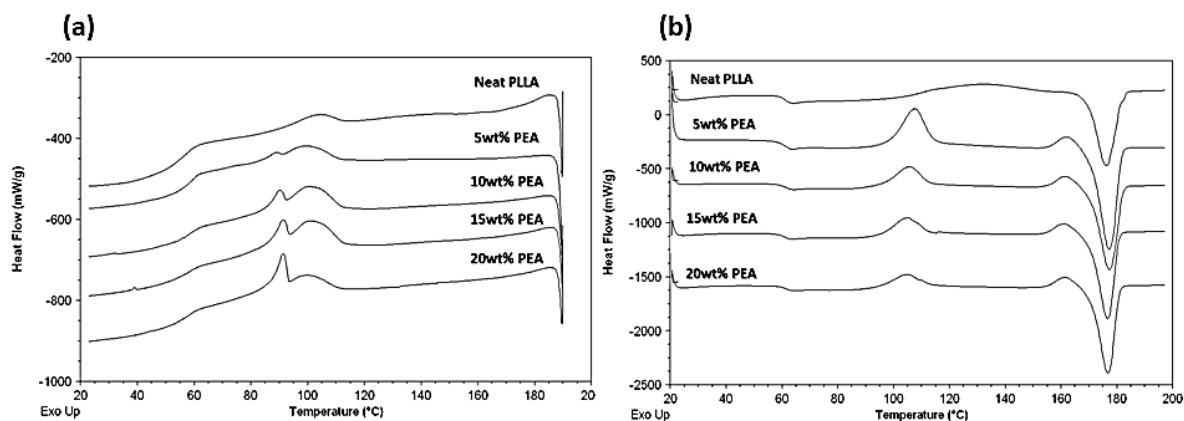 (a)
-200
-400
-600
-800
-1000
Heat Flow (mW/g)
Neat PLLA
5wt% PEA
10wt% PEA
15wt% PEA
20wt% PEA
20 40 60 80 100 120 140 160 180 20
Exo Up
Temperature (°C)
(b)
500
0
-500
-1000
-1500
-2000
-2500
Heat Flow (mW/g)
Neat PLLA
5wt% PEA
10wt% PEA
15wt% PEA
20wt% PEA
20 40 60 80 100 120 140 160 180 200
Exo Up
Temperature (°C)